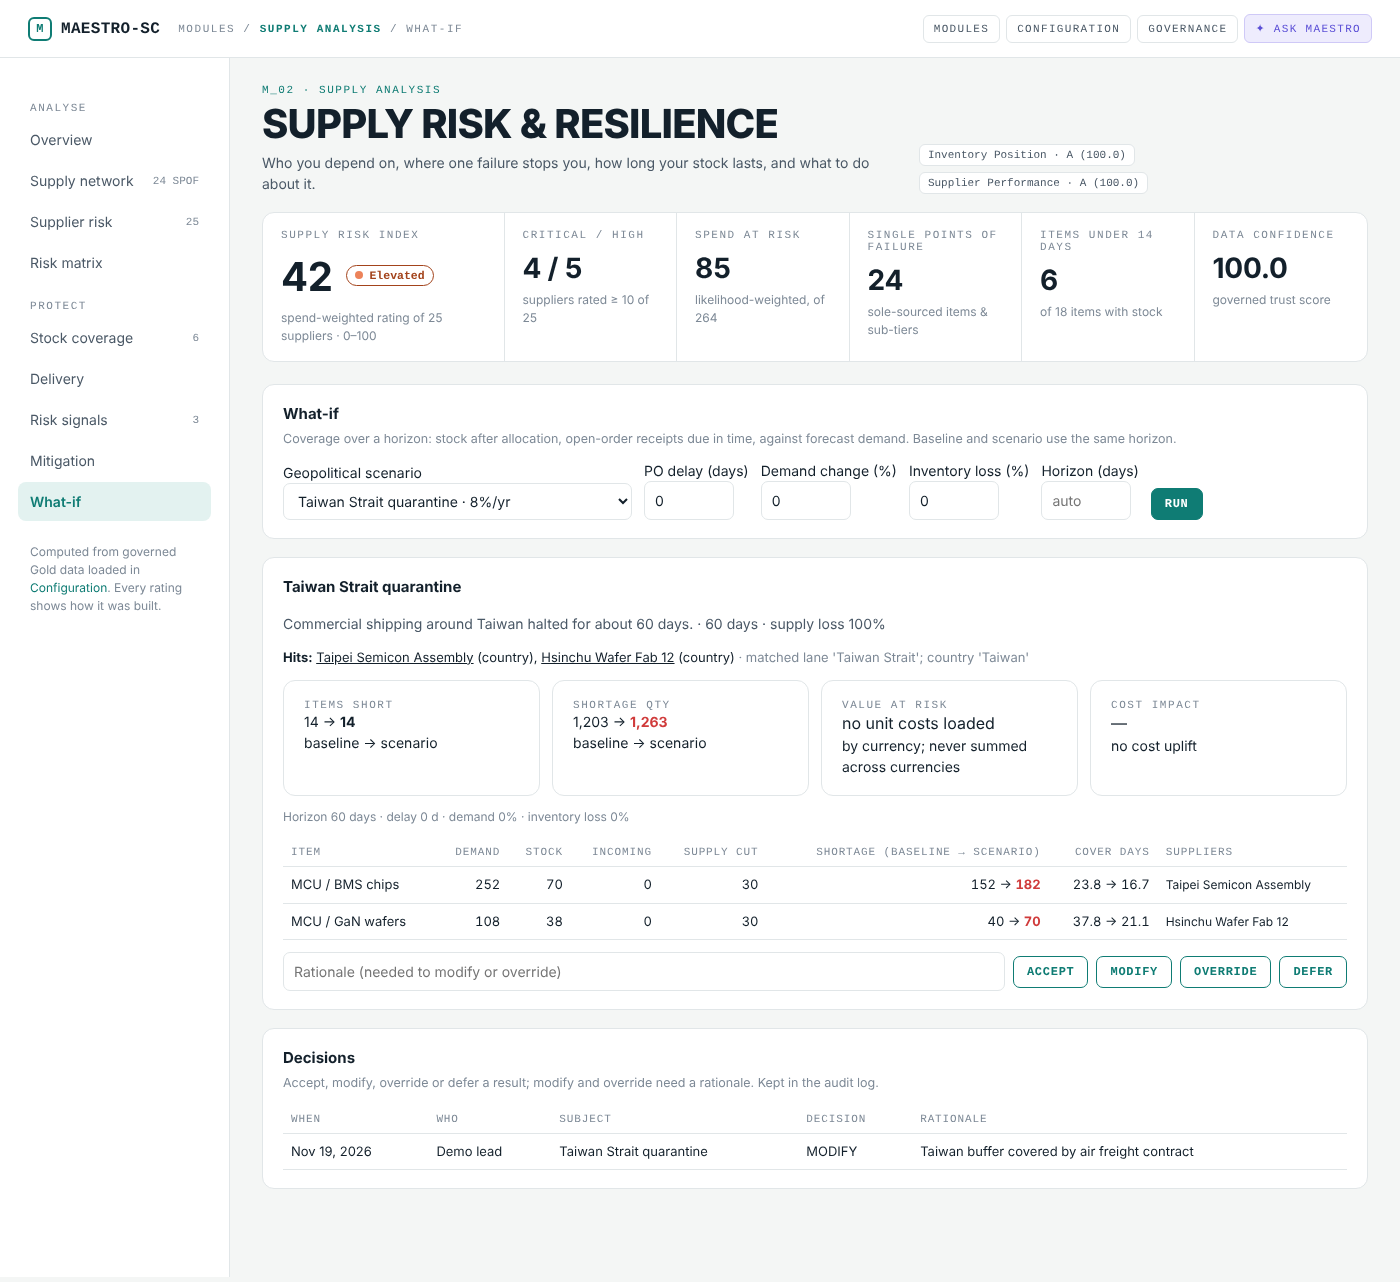 M MAESTRO-SC MODULES / SUPPLY ANALYSIS / WHAT-IF MODULES CONFIGURATION GOVERNANCE ✦ ASK MAESTRO
ANALYSE
Overview
Supply network 24 SPOF
Supplier risk 25
Risk matrix
PROTECT
Stock coverage 6
Delivery
Risk signals 3
Mitigation
What-if
Computed from governed
Gold data loaded in
Configuration. Every rating
shows how it was built.
M_02 · SUPPLY ANALYSIS
SUPPLY RISK & RESILIENCE
Who you depend on, where one failure stops you, how long your stock lasts, and what to do
about it.
Inventory Position · A (100.0)
Supplier Performance · A (100.0)
SUPPLY RISK INDEX
42 Elevated
spend-weighted rating of 25
suppliers · 0–100
CRITICAL / HIGH
4 / 5
suppliers rated ≥ 10 of
25
SPEND AT RISK
85
likelihood-weighted, of
264
SINGLE POINTS OF
FAILURE
24
sole-sourced items &
sub-tiers
ITEMS UNDER 14
DAYS
6
of 18 items with stock
DATA CONFIDENCE
100.0
governed trust score
What-if
Coverage over a horizon: stock after allocation, open-order receipts due in time, against forecast demand. Baseline and scenario use the same horizon.
Geopolitical scenario PO delay (days) Demand change (%) Inventory loss (%) Horizon (days)
Taiwan Strait quarantine · 8%/yr 0 0 0 auto RUN
Taiwan Strait quarantine
Commercial shipping around Taiwan halted for about 60 days. · 60 days · supply loss 100%
Hits: Taipei Semicon Assembly (country), Hsinchu Wafer Fab 12 (country) · matched lane 'Taiwan Strait'; country 'Taiwan'
ITEMS SHORT
14 → 14
baseline → scenario
SHORTAGE QTY
1,203 → 1,263
baseline → scenario
VALUE AT RISK
no unit costs loaded
by currency; never summed
across currencies
COST IMPACT
—
no cost uplift
Horizon 60 days · delay 0 d · demand 0% · inventory loss 0%
ITEM DEMAND STOCK INCOMING SUPPLY CUT SHORTAGE (BASELINE → SCENARIO) COVER DAYS SUPPLIERS
MCU / BMS chips 252 70 0 30 152 → 182 23.8 → 16.7 Taipei Semicon Assembly
MCU / GaN wafers 108 38 0 30 40 → 70 37.8 → 21.1 Hsinchu Wafer Fab 12
Rationale (needed to modify or override) ACCEPT MODIFY OVERRIDE DEFER
Decisions
Accept, modify, override or defer a result; modify and override need a rationale. Kept in the audit log.
WHEN WHO SUBJECT DECISION RATIONALE
Nov 19, 2026 Demo lead Taiwan Strait quarantine MODIFY Taiwan buffer covered by air freight contract